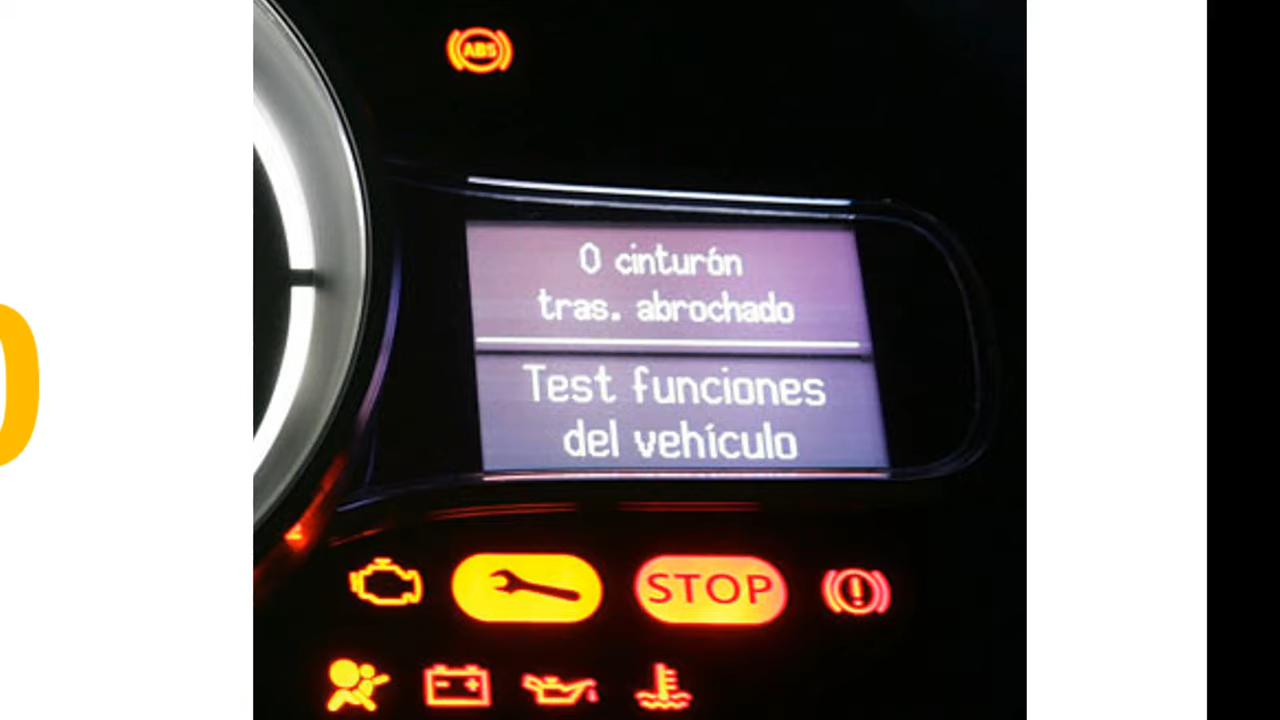 ABS
0 cinturón
tras. abrochado
Test funciones
del vehículo
STOP